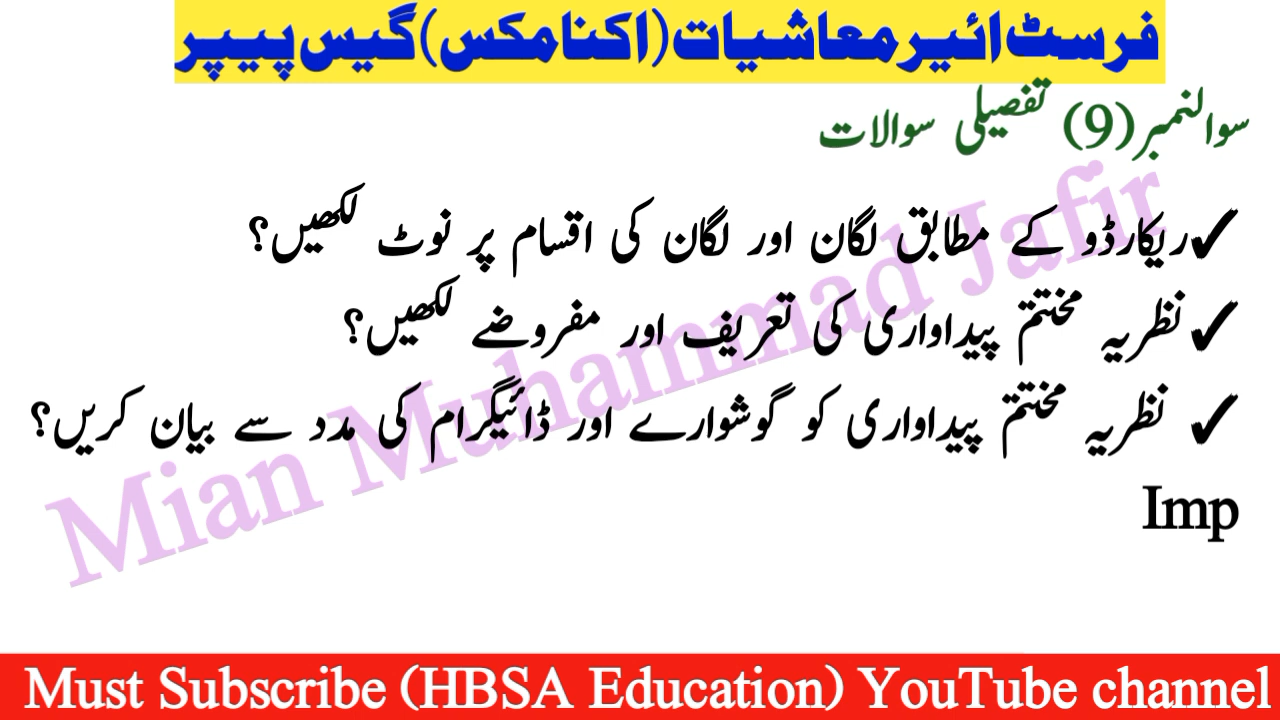 فرسٹ ائیر معاشیات (اکنامکس) گیس پیپر
سوالنمبر (9) تفصیلی سوالات
✔ریکارڈو کے مطابق لگان اور لگان کی اقسام پر نوٹ لکھیں؟
✔نظریہ مختتم پیداواری کی تعریف اور مفروضے لکھیں؟
✔نظریہ مختتم پیداواری کو گوشوارے اور ڈائیگرام کی مدد سے بیان کریں؟
Imp
Mian Muhammad Jafir
Must Subscribe (HBSA Education) YouTube channel